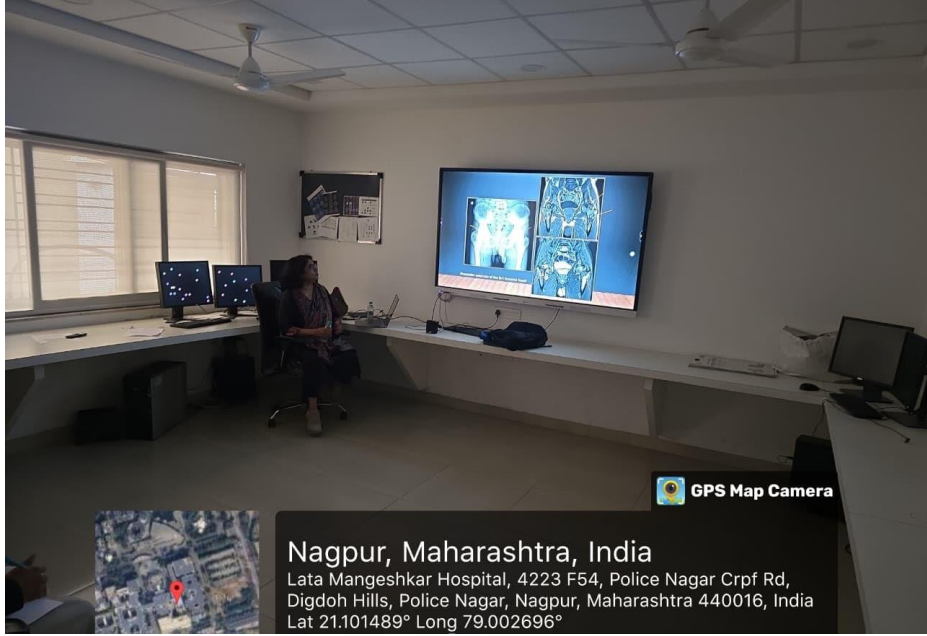 GPS Map Camera
Nagpur, Maharashtra, India
Lata Mangeshkar Hospital, 4223 F54, Police Nagar Crpf Rd,
Digdoh Hills, Police Nagar, Nagpur, Maharashtra 440016, India
Lat 21.101489° Long 79.002696°